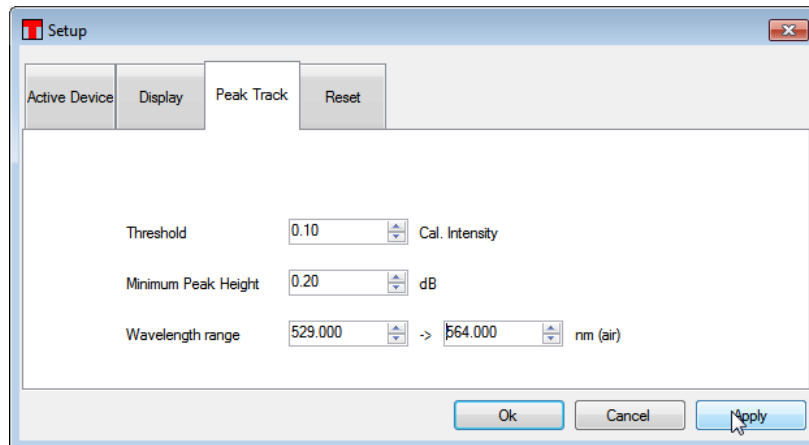 Setup
Active Device Display Peak Track Reset
Threshold 0.10 Cal. Intensity
Minimum Peak Height 0.20 dB
Wavelength range 529.000 -> 564.000 nm (air)
Ok Cancel Apply